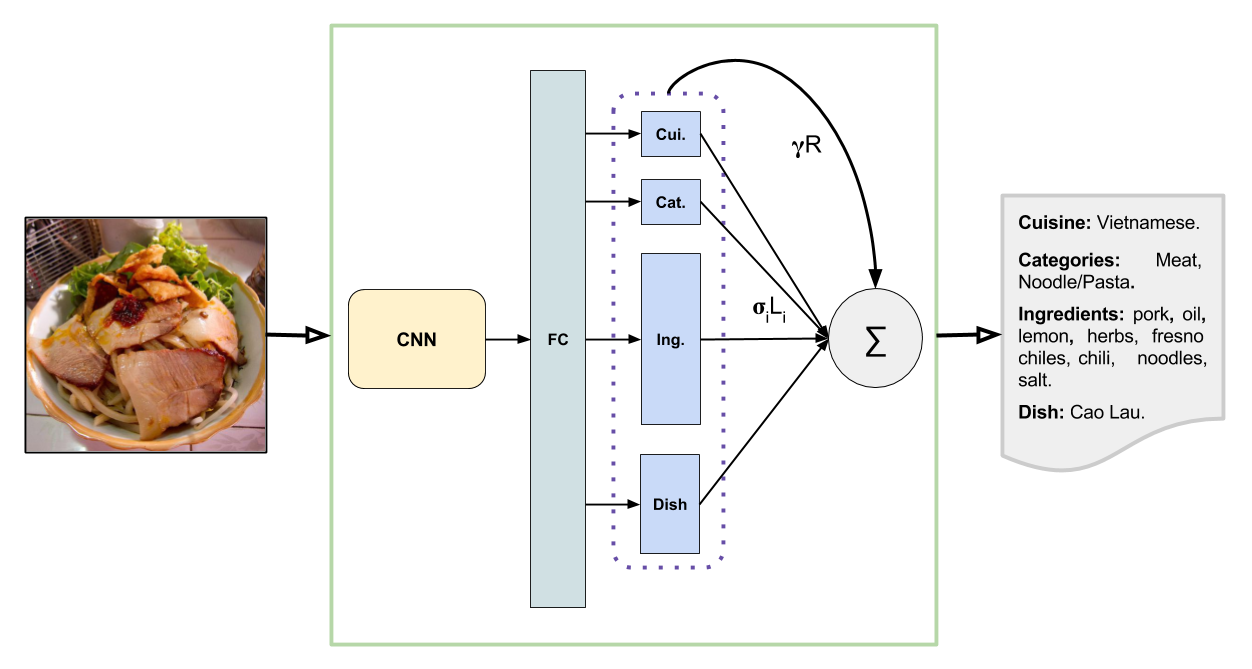 CNN
FC
Cui.
Cat.
Ing.
Dish
γR
σiLi
∑
Cuisine: Vietnamese.
Categories: Meat,
Noodle/Pasta.
Ingredients: pork, oil,
lemon, herbs, fresno
chiles, chili, noodles,
salt.
Dish: Cao Lau.